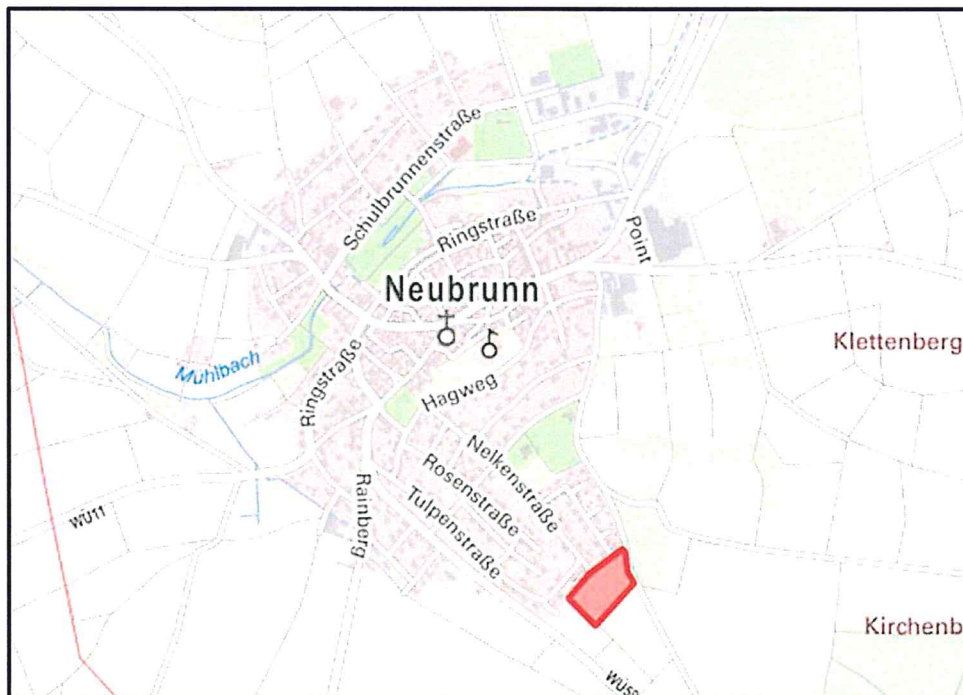 Schulbrunnenstraße
Ringstraße
Point
Neubrunn
Klettenberg
Mühlbach
Ringstraße
Hagweg
Nelkenstraße
Rosenstraße
Tulpenstraße
Rainberg
WÜ11
Kirchenb